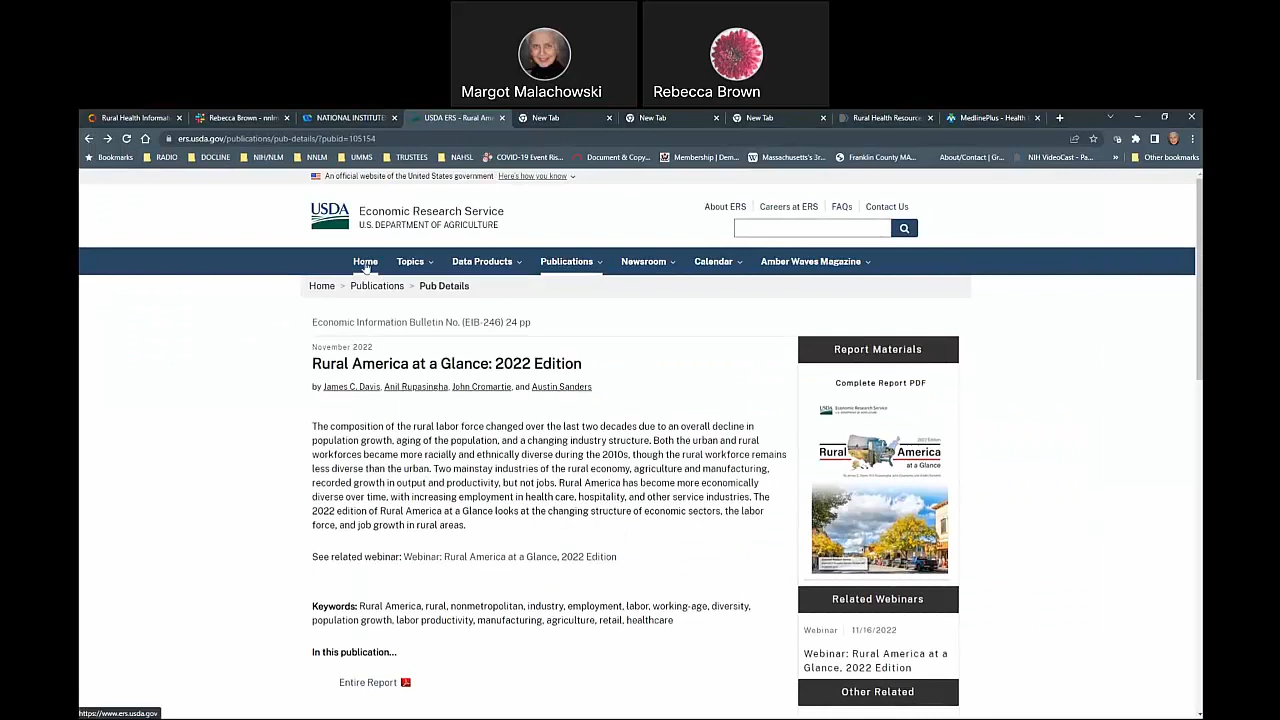 Margot Malachowski
Rebecca Brown
Rural Health Informat
Rebecca Brown - nnlm
NATIONAL INSTITUTE
USDA ERS - Rural Ame
New Tab
New Tab
New Tab
Rural Health Resource
MedlinePlus - Health I
ers.usda.gov/publications/pub-details/?pubid=105154
Bookmarks
RADIO
DOCLINE
NIH/NLM
NNLM
UMMS
TRUSTEES
NAHSL
COVID-19 Event Ris...
Document & Copy...
Membership | Dem...
Massachusetts's 3r...
Franklin County MA...
About/Contact | Gr...
NIH VideoCast - Pa...
»
Other bookmarks
An official website of the United States government Here's how you know
USDA
Economic Research Service
U.S. DEPARTMENT OF AGRICULTURE
About ERS
Careers at ERS
FAQs
Contact Us
Home
Topics
Data Products
Publications
Newsroom
Calendar
Amber Waves Magazine
Home > Publications > Pub Details
Economic Information Bulletin No. (EIB-246) 24 pp
November 2022
Rural America at a Glance: 2022 Edition
by James C. Davis, Anil Rupasingha, John Cromartie, and Austin Sanders
The composition of the rural labor force changed over the last two decades due to an overall decline in
population growth, aging of the population, and a changing industry structure. Both the urban and rural
workforces became more racially and ethnically diverse during the 2010s, though the rural workforce remains
less diverse than the urban. Two mainstay industries of the rural economy, agriculture and manufacturing,
recorded growth in output and productivity, but not jobs. Rural America has become more economically
diverse over time, with increasing employment in health care, hospitality, and other service industries. The
2022 edition of Rural America at a Glance looks at the changing structure of economic sectors, the labor
force, and job growth in rural areas.
See related webinar: Webinar: Rural America at a Glance, 2022 Edition
Keywords: Rural America, rural, nonmetropolitan, industry, employment, labor, working-age, diversity,
population growth, labor productivity, manufacturing, agriculture, retail, healthcare
In this publication...
Entire Report
Report Materials
Complete Report PDF
USDA Economic Research Service
2022 Edition
Rural America
at a Glance
Related Webinars
Webinar
11/16/2022
Webinar: Rural America at a
Glance, 2022 Edition
Other Related
https://www.ers.usda.gov